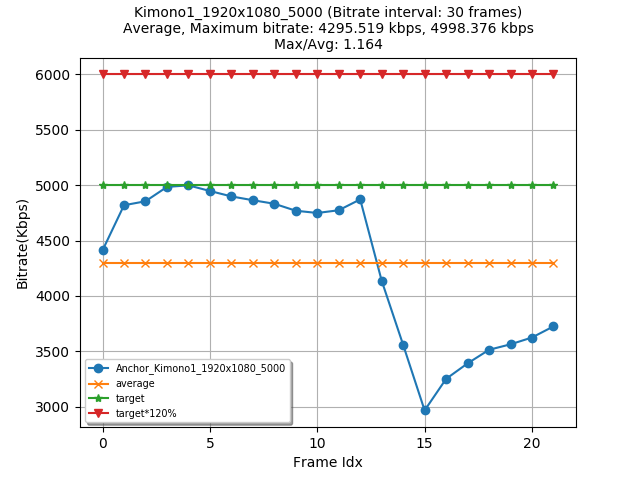 Kimono1_1920x1080_5000 (Bitrate interval: 30 frames)
Average, Maximum bitrate: 4295.519 kbps, 4998.376 kbps
Max/Avg: 1.164
6000
5500
5000
4500
4000
3500
3000
Bitrate(Kbps)
Anchor_Kimono1_1920x1080_5000
average
target
target*120%
0 5 10 15 20
Frame Idx